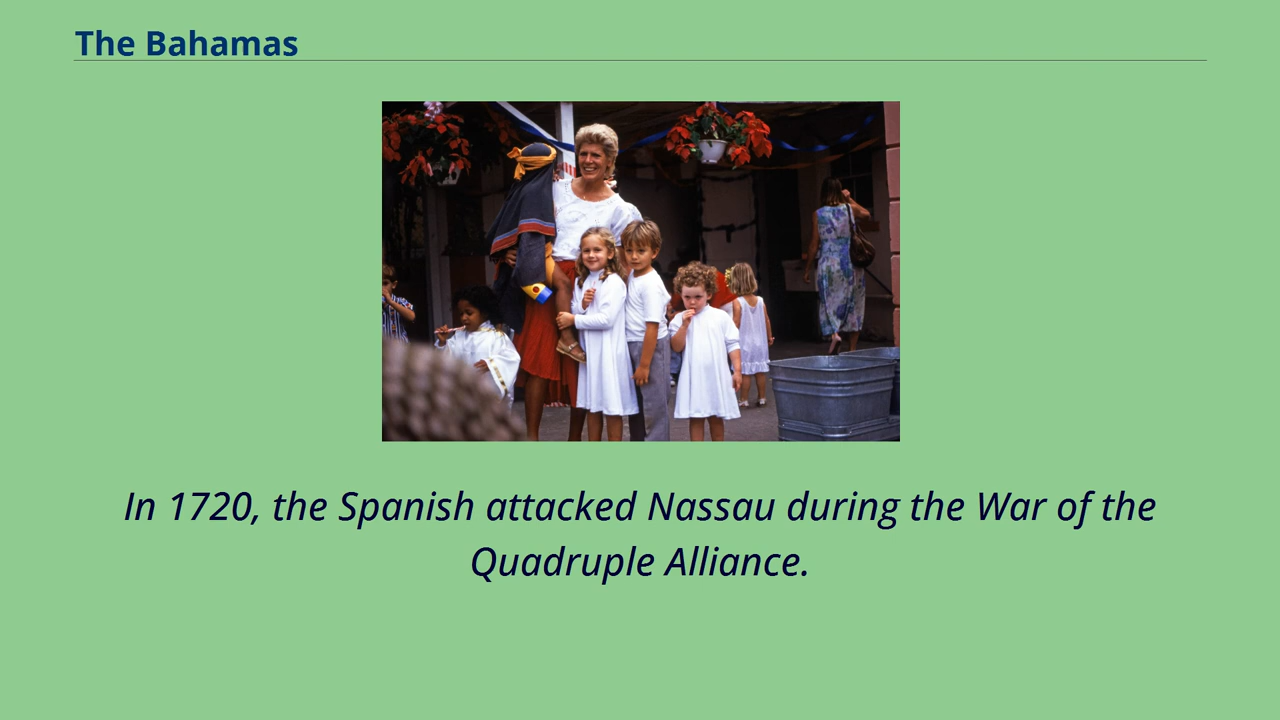 The Bahamas
In 1720, the Spanish attacked Nassau during the War of the
Quadruple Alliance.